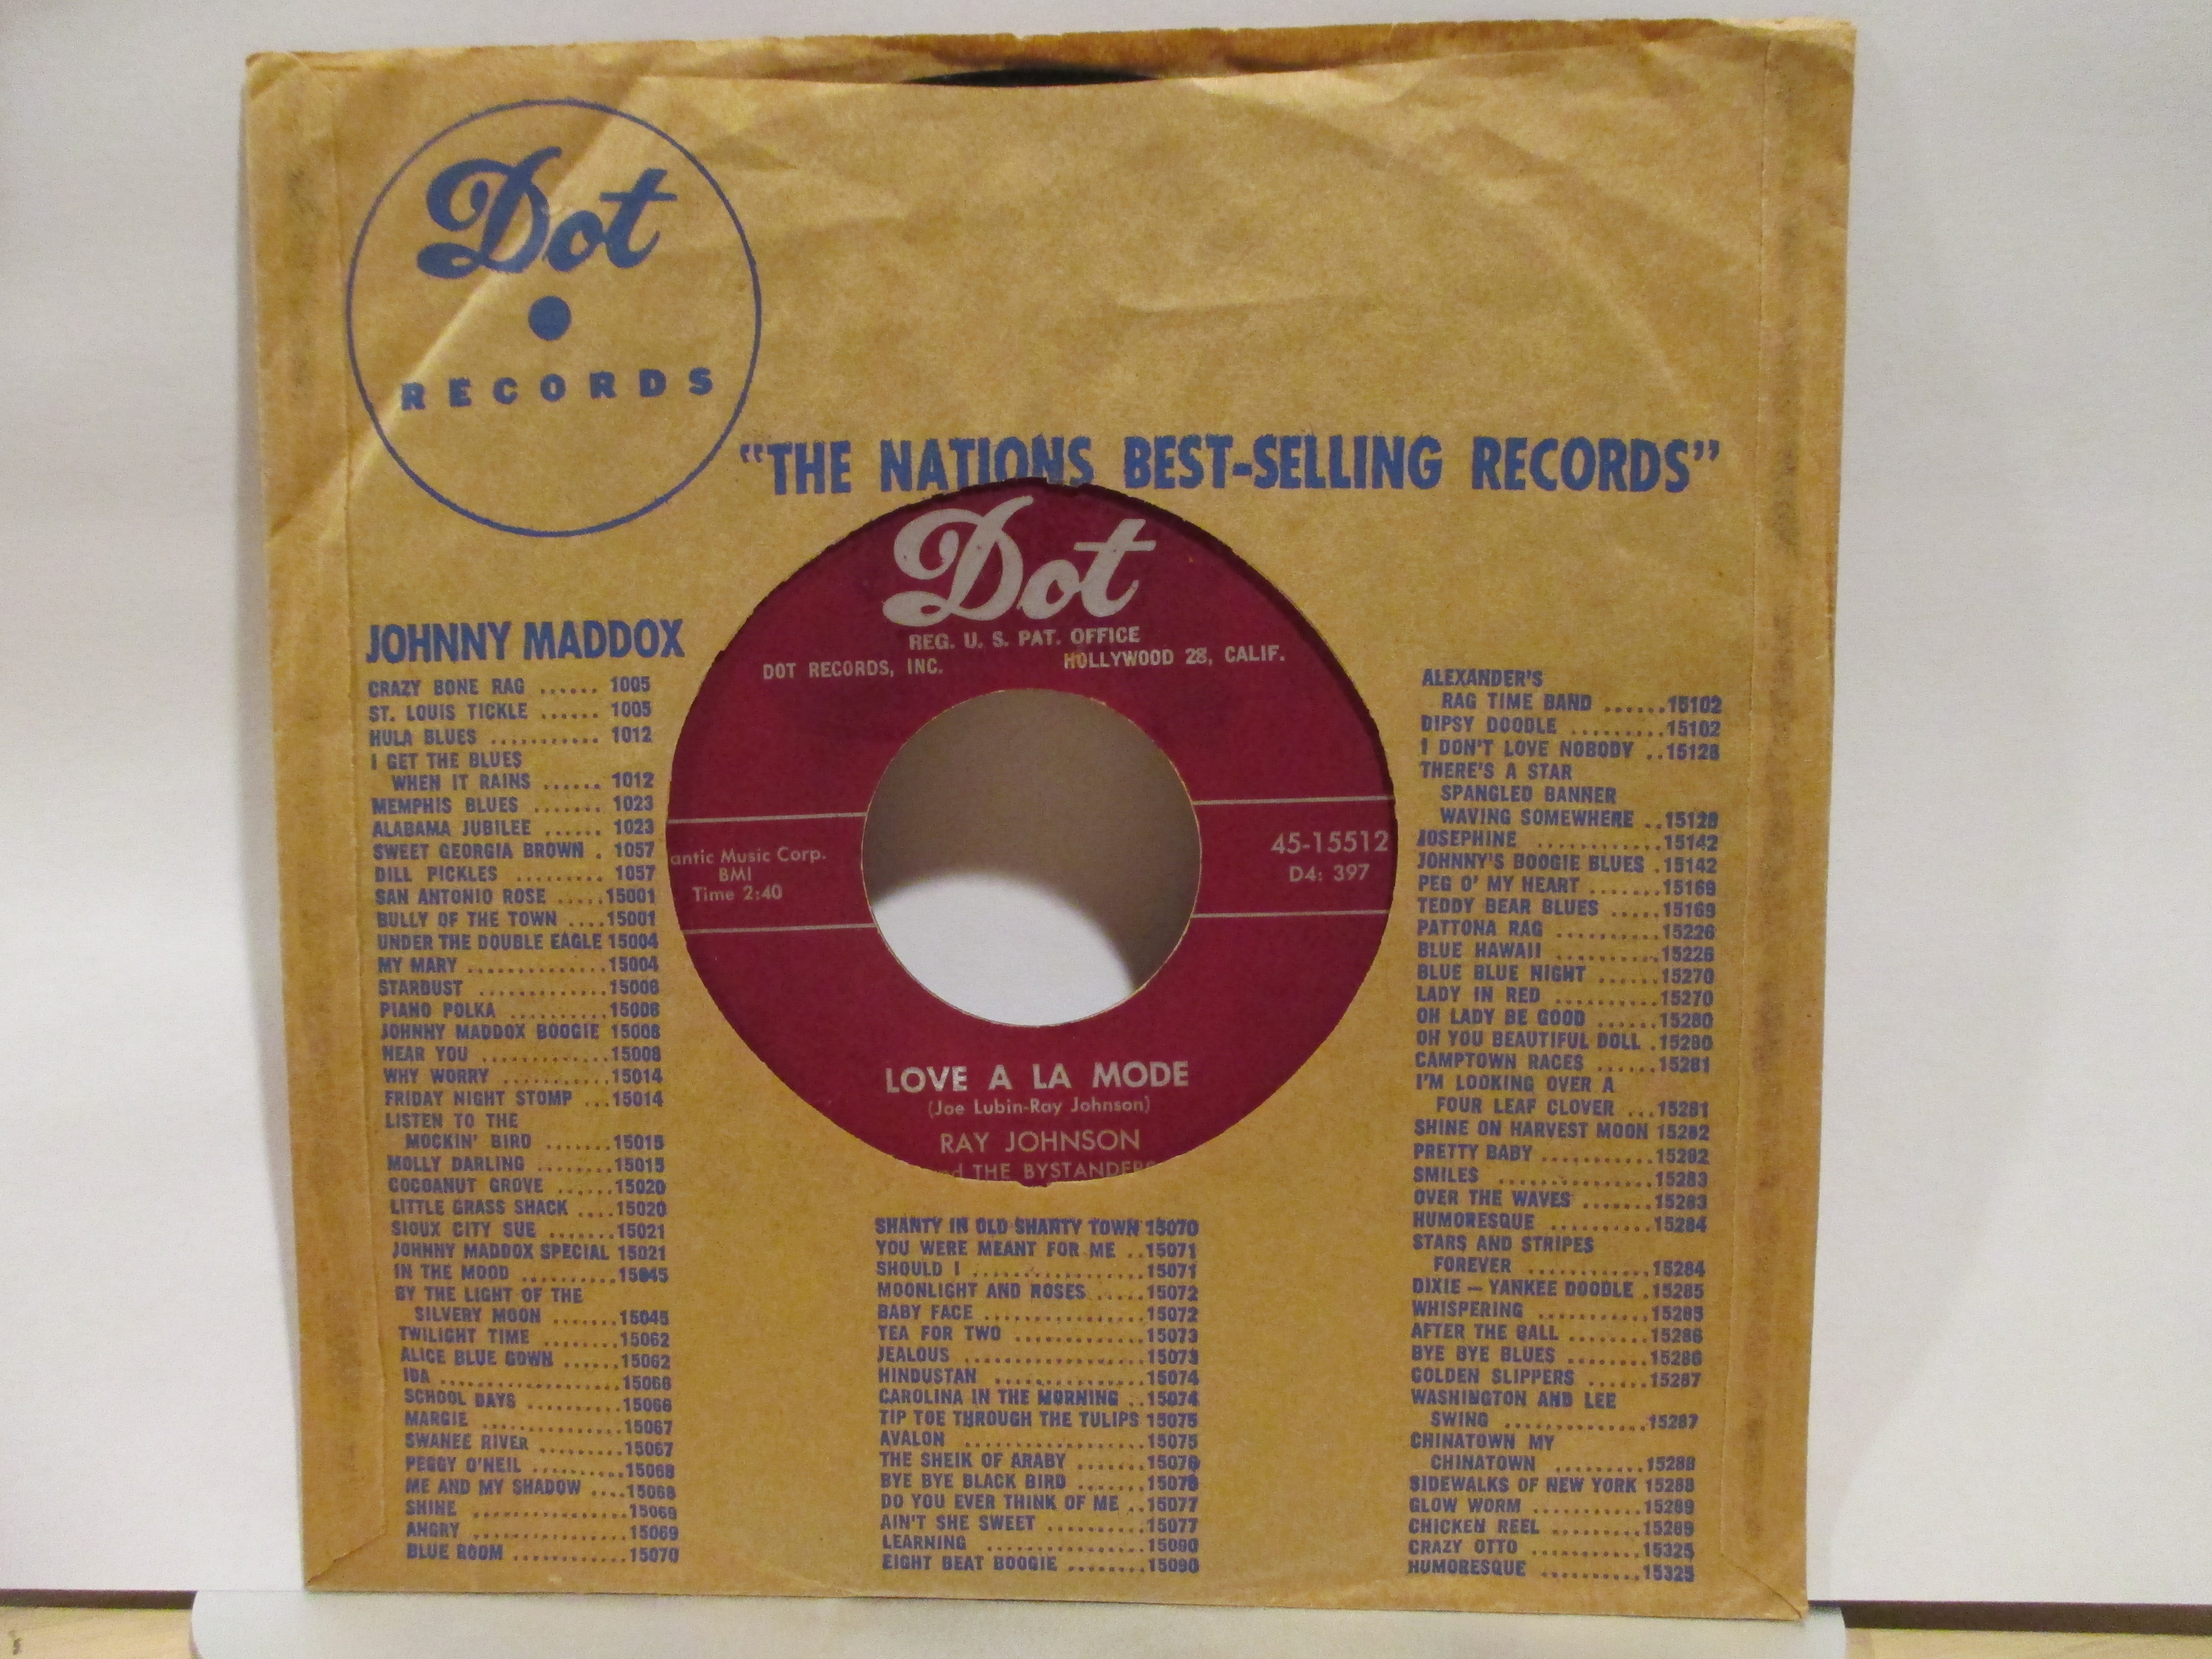 Dot
RECORDS
"THE NATIONS BEST-SELLING RECORDS"
Dot
REG. U. S. PAT. OFFICE
DOT RECORDS, INC. HOLLYWOOD 28, CALIF.
antic Music Corp.
BMI
Time 2:40
45-15512
D4: 397
LOVE A LA MODE
(Joe Lubin-Ray Johnson)
RAY JOHNSON
THE BYSTANDERS
JOHNNY MADDOX
CRAZY BONE RAG ...... 1005
ST. LOUIS TICKLE ...... 1005
HULA BLUES ........... 1012
I GET THE BLUES
WHEN IT RAINS ...... 1012
MEMPHIS BLUES ....... 1023
ALABAMA JUBILEE ...... 1023
SWEET GEORGIA BROWN . 1057
DILL PICKLES ......... 1057
SAN ANTONIO ROSE .....15001
BULLY OF THE TOWN ....15001
UNDER THE DOUBLE EAGLE 15004
MY MARY ..............15004
STARDUST .............15006
PIANO POLKA ..........15006
JOHNNY MADDOX BOOGIE 15008
NEAR YOU .............15008
WHY WORRY ...........15014
FRIDAY NIGHT STOMP ...15014
LISTEN TO THE
MOCKIN' BIRD .......15015
MOLLY DARLING ........15015
COCOANUT GROVE ......15020
LITTLE GRASS SHACK ....15020
SIOUX CITY SUE ........15021
JOHNNY MADDOX SPECIAL 15021
IN THE MOOD ..........15045
BY THE LIGHT OF THE
SILVERY MOON .......15045
TWILIGHT TIME ........15062
ALICE BLUE GOWN ......15062
IDA ....................15066
SCHOOL DAYS ..........15066
MARGIE ...............15067
SWANEE RIVER .........15067
PEGGY O'NEIL ..........15068
ME AND MY SHADOW ....15068
SHINE .................15069
ANGRY ................15069
BLUE ROOM ............15070
SHANTY IN OLD SHANTY TOWN 15070
YOU WERE MEANT FOR ME ..15071
SHOULD I ...................15071
MOONLIGHT AND ROSES ......15072
BABY FACE .................15072
TEA FOR TWO ..............15073
JEALOUS ....................15073
HINDUSTAN .................15074
CAROLINA IN THE MORNING ..15074
TIP TOE THROUGH THE TULIPS 15075
AVALON ....................15075
THE SHEIK OF ARABY .......15076
BYE BYE BLACK BIRD ........15076
DO YOU EVER THINK OF ME ..15077
AIN'T SHE SWEET ..........15077
LEARNING ..................15090
EIGHT BEAT BOOGIE ........15090
ALEXANDER'S
RAG TIME BAND ......15102
DIPSY DOODLE .........15102
I DON'T LOVE NOBODY ..15128
THERE'S A STAR
SPANGLED BANNER
WAVING SOMEWHERE ..15128
JOSEPHINE ............15142
JOHNNY'S BOOGIE BLUES .15142
PEG O' MY HEART .......15169
TEDDY BEAR BLUES .....15169
PATTONA RAG ..........15226
BLUE HAWAII ..........15226
BLUE BLUE NIGHT ......15270
LADY IN RED ..........15270
OH LADY BE GOOD ......15280
OH YOU BEAUTIFUL DOLL .15280
CAMPTOWN RACES ......15281
I'M LOOKING OVER A
FOUR LEAF CLOVER ...15281
SHINE ON HARVEST MOON 15282
PRETTY BABY ...........15282
SMILES ................15283
OVER THE WAVES .......15283
HUMORESQUE ..........15284
STARS AND STRIPES
FOREVER ............15284
DIXIE — YANKEE DOODLE .15285
WHISPERING ...........15285
AFTER THE BALL ........15286
BYE BYE BLUES ........15286
GOLDEN SLIPPERS ......15287
WASHINGTON AND LEE
SWING ..............15287
CHINATOWN MY
CHINATOWN ..........15288
SIDEWALKS OF NEW YORK 15288
GLOW WORM ...........15289
CHICKEN REEL .........15289
CRAZY OTTO ...........15325
HUMORESQUE ..........15325